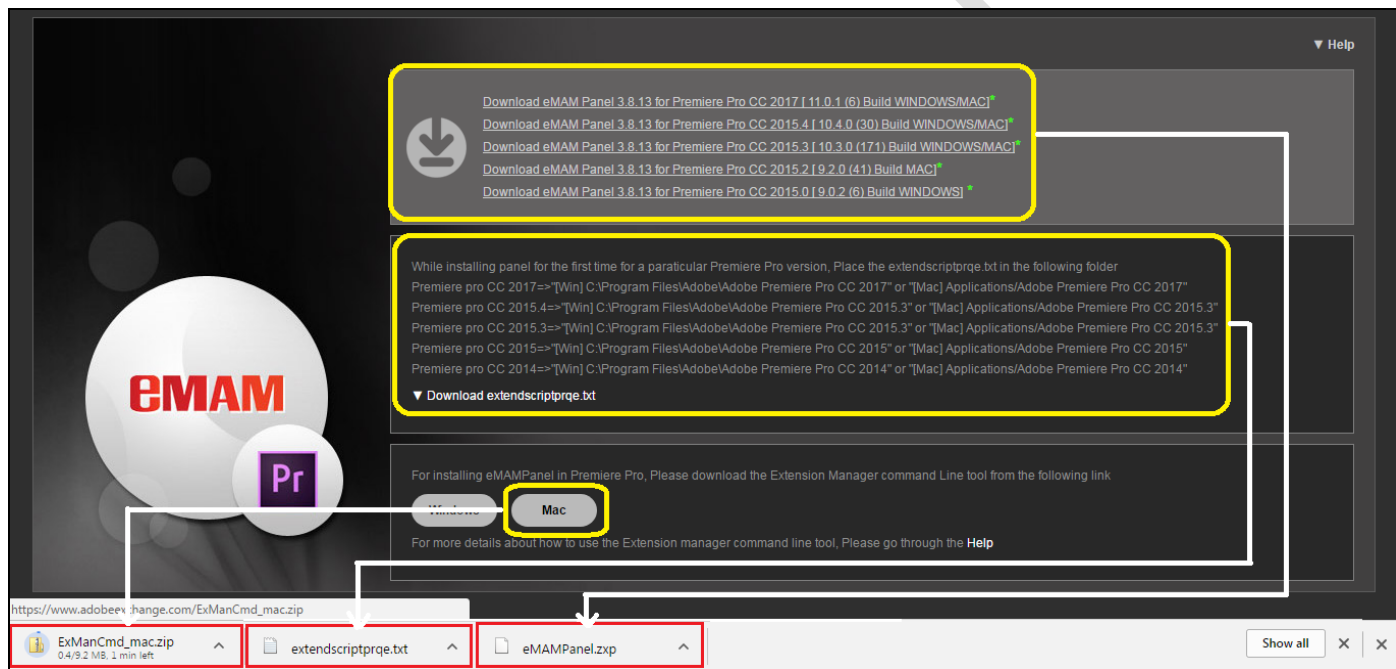 ▼ Help
Download eMAM Panel 3.8.13 for Premiere Pro CC 2017 [ 11.0.1 (6) Build WINDOWS/MAC]*
Download eMAM Panel 3.8.13 for Premiere Pro CC 2015.4 [ 10.4.0 (30) Build WINDOWS/MAC]*
Download eMAM Panel 3.8.13 for Premiere Pro CC 2015.3 [ 10.3.0 (171) Build WINDOWS/MAC]*
Download eMAM Panel 3.8.13 for Premiere Pro CC 2015.2 [ 9.2.0 (41) Build MAC]*
Download eMAM Panel 3.8.13 for Premiere Pro CC 2015.0 [ 9.0.2 (6) Build WINDOWS] *
While installing panel for the first time for a paraticular Premiere Pro version, Place the extendscriptprqe.txt in the following folder
Premiere pro CC 2017=>"[Win] C:\Program Files\Adobe\Adobe Premiere Pro CC 2017" or "[Mac] Applications/Adobe Premiere Pro CC 2017"
Premiere pro CC 2015.4=>"[Win] C:\Program Files\Adobe\Adobe Premiere Pro CC 2015.3" or "[Mac] Applications/Adobe Premiere Pro CC 2015.3"
Premiere pro CC 2015.3=>"[Win] C:\Program Files\Adobe\Adobe Premiere Pro CC 2015.3" or "[Mac] Applications/Adobe Premiere Pro CC 2015.3"
Premiere pro CC 2015=>"[Win] C:\Program Files\Adobe\Adobe Premiere Pro CC 2015" or "[Mac] Applications/Adobe Premiere Pro CC 2015"
Premiere pro CC 2014=>"[Win] C:\Program Files\Adobe\Adobe Premiere Pro CC 2014" or "[Mac] Applications/Adobe Premiere Pro CC 2014"
▼ Download extendscriptprqe.txt
eMAM
Pr
For installing eMAMPanel in Premiere Pro, Please download the Extension Manager command Line tool from the following link
Windows Mac
For more details about how to use the Extension manager command line tool, Please go through the Help
https://www.adobeexchange.com/ExManCmd_mac.zip
ExManCmd_mac.zip
0.4/9.2 MB, 1 min left
extendscriptprqe.txt
eMAMPanel.zxp
Show all